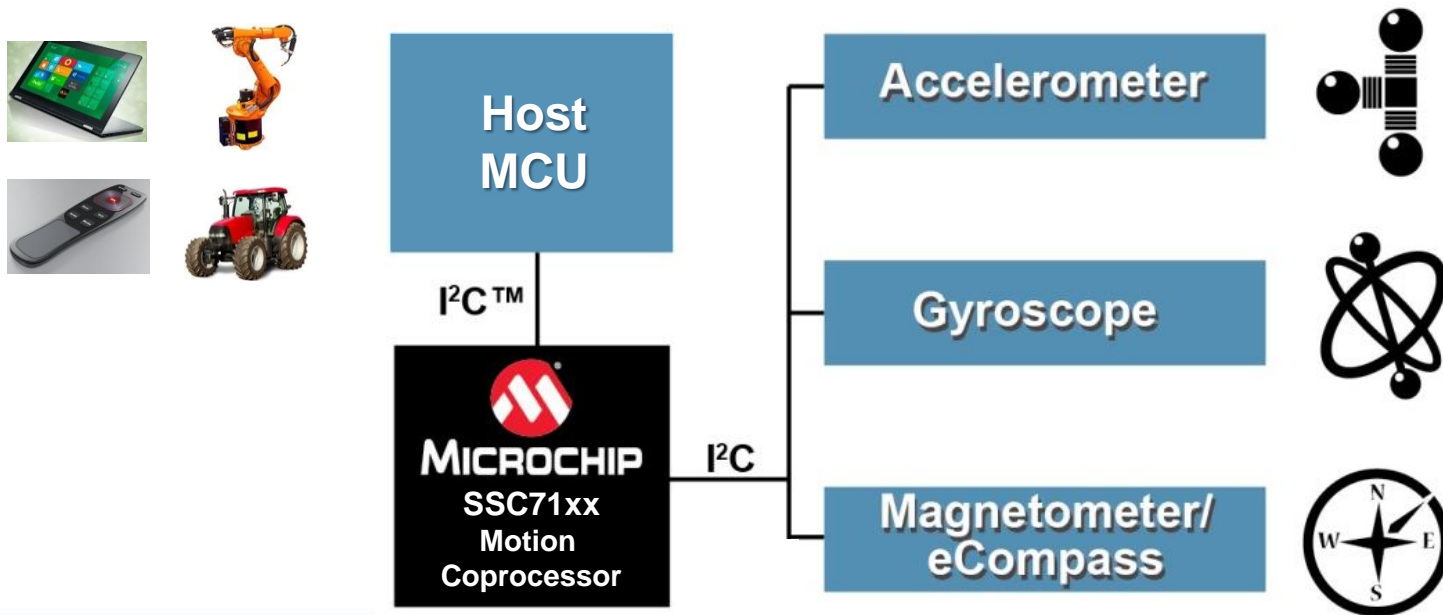 Host
MCU
I²C™
MICROCHIP
®
SSC71xx
Motion
Coprocessor
I²C
Accelerometer
Gyroscope
Magnetometer/
eCompass
N
W
E
S